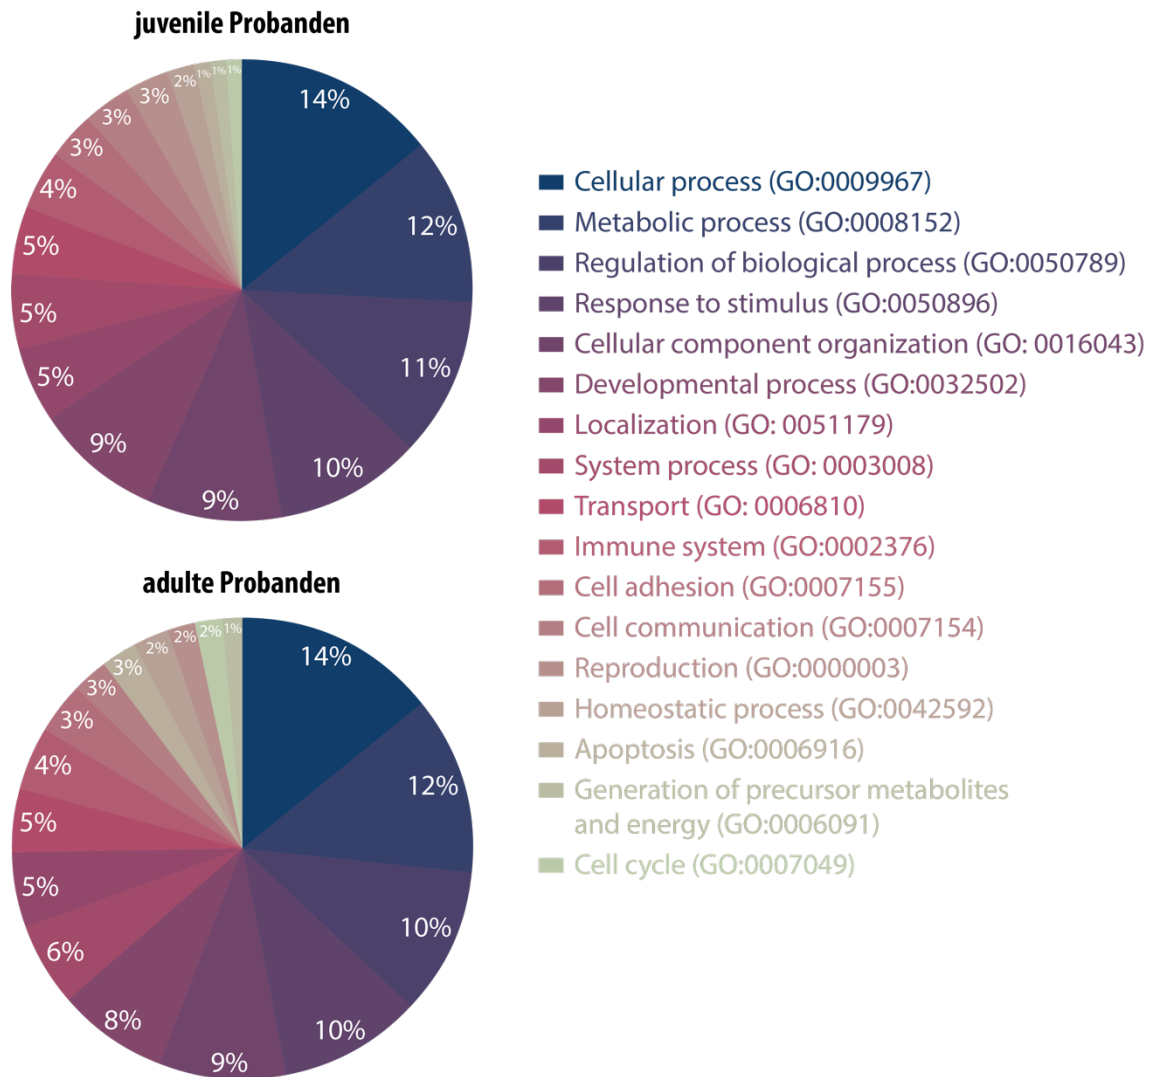 juvenile Probanden
14%
12%
11%
10%
9%
9%
5%
5%
5%
4%
3%
3%
3%
2%
1%
1%
1%
adulte Probanden
14%
12%
10%
10%
9%
8%
6%
5%
5%
4%
3%
3%
3%
2%
2%
2%
1%
Cellular process (GO:0009967)
Metabolic process (GO:0008152)
Regulation of biological process (GO:0050789)
Response to stimulus (GO:0050896)
Cellular component organization (GO: 0016043)
Developmental process (GO:0032502)
Localization (GO: 0051179)
System process (GO: 0003008)
Transport (GO: 0006810)
Immune system (GO:0002376)
Cell adhesion (GO:0007155)
Cell communication (GO:0007154)
Reproduction (GO:0000003)
Homeostatic process (GO:0042592)
Apoptosis (GO:0006916)
Generation of precursor metabolites
and energy (GO:0006091)
Cell cycle (GO:0007049)